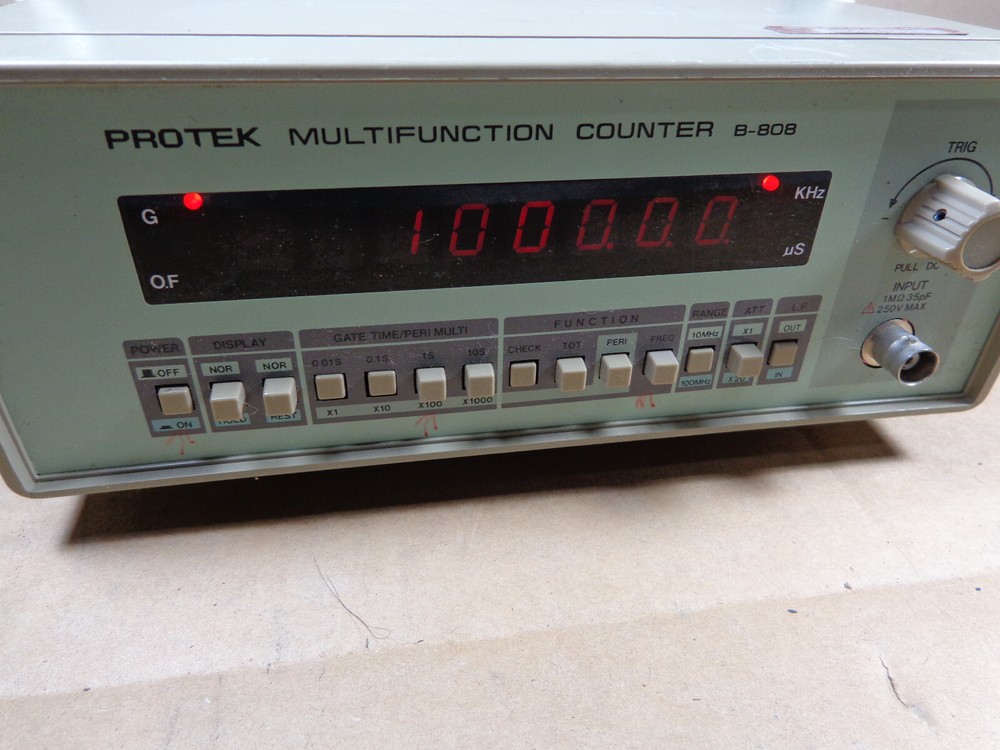 PROTEK MULTIFUNCTION COUNTER B-808
TRIG
G
KHz
1000.0.0.
O.F
μS
PULL DC
INPUT
1MΩ 35pF
250V MAX
POWER
DISPLAY
GATE TIME/PERI MULTI
FUNCTION
RANGE
ATT
L.F
OFF
NOR
NOR
0.01S
0.1S
1S
10S
CHECK
TOT
PERI
FREQ
10MHz
X1
OUT
ON
HOLD
REST
X1
X10
X100
X1000
100MHz
X20
IN